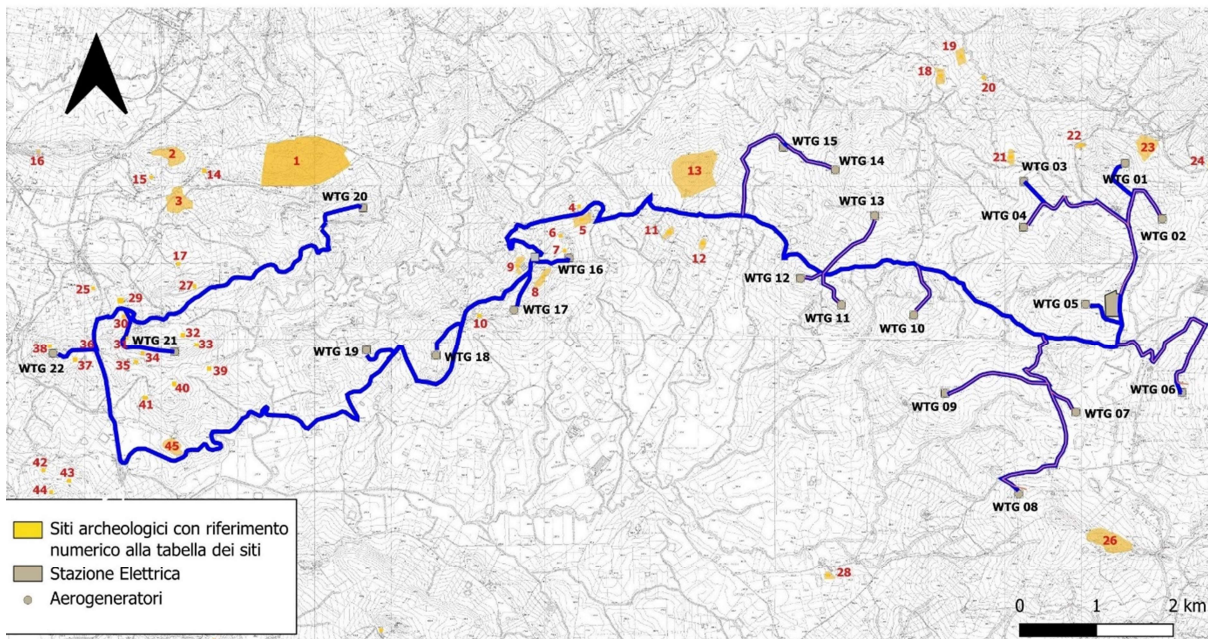 19
18
20
22
23
24
21
WTG 03
WTG 01
WTG 15
WTG 14
16
2
1
15
14
13
3
WTG 20
WTG 13
WTG 04
WTG 02
4
5
6
7
11
12
17
9
WTG 16
8
WTG 12
25
27
29
30
WTG 17
WTG 11
WTG 10
WTG 05
10
32
33
38
36
WTG 21
34
WTG 22
37
35
39
WTG 19
WTG 18
40
41
WTG 09
WTG 07
WTG 06
45
42
43
44
WTG 08
26
28
Siti archeologici con riferimento
numerico alla tabella dei siti
Stazione Elettrica
Aerogeneratori
0 1 2 km